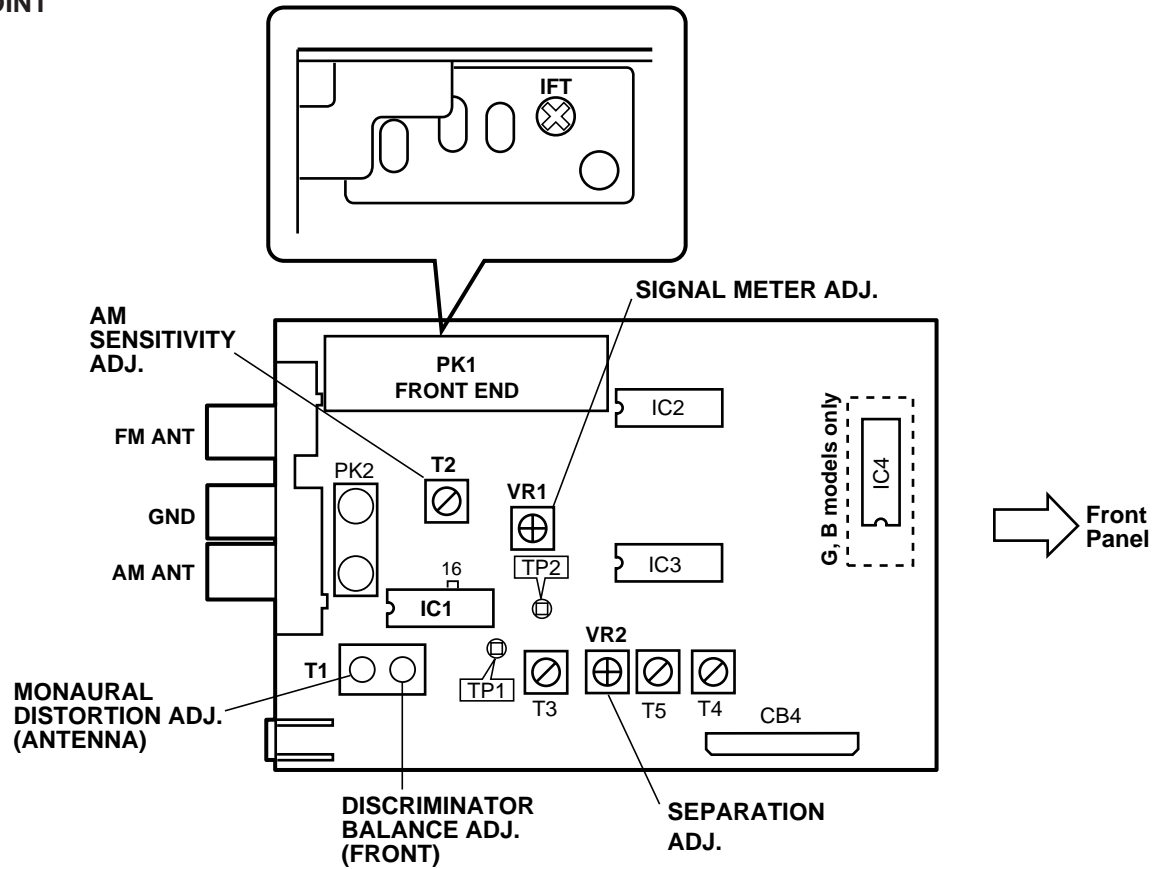 IFT
SIGNAL METER ADJ.
AM
SENSITIVITY
ADJ.
PK1
FRONT END
IC2
FM ANT
PK2
T2
VR1
G, B models only
IC4
GND
Front
Panel
AM ANT
16
TP2
IC3
IC1
VR2
T1
TP1
T3
T5
T4
CB4
MONAURAL
DISTORTION ADJ.
(ANTENNA)
DISCRIMINATOR
BALANCE ADJ.
(FRONT)
SEPARATION
ADJ.